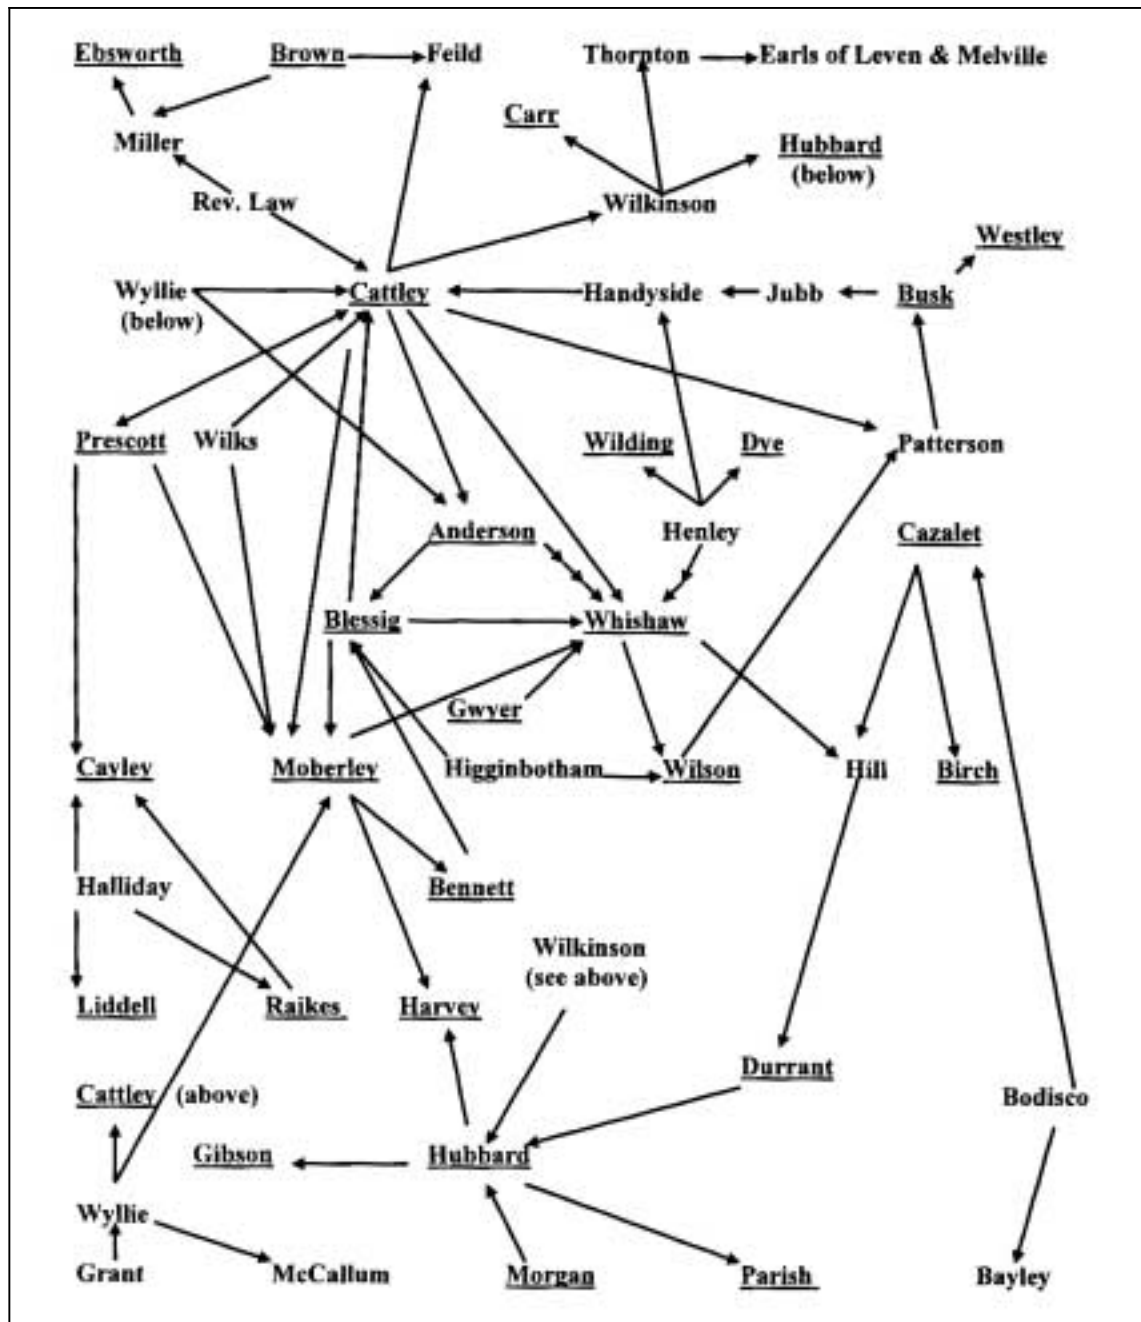 Ebsworth Brown Feild Thornton Earls of Leven & Melville
Carr
Miller Hubbard
(below)
Rev. Law Wilkinson
Westley
Wyllie Cattley Handyside Jubb Busk
(below)
Prescott Wilks Wilding Dye Patterson
Anderson Henley Cazalet
Blessig Whishaw
Gwyer
Cayley Moberley Higginbotham Wilson Hill Birch
Halliday Bennett
Wilkinson
(see above)
Liddell Raikes Harvey
Durrant
Cattley (above) Bodisco
Gibson Hubbard
Wyllie
Grant McCallum Morgan Parish Bayley